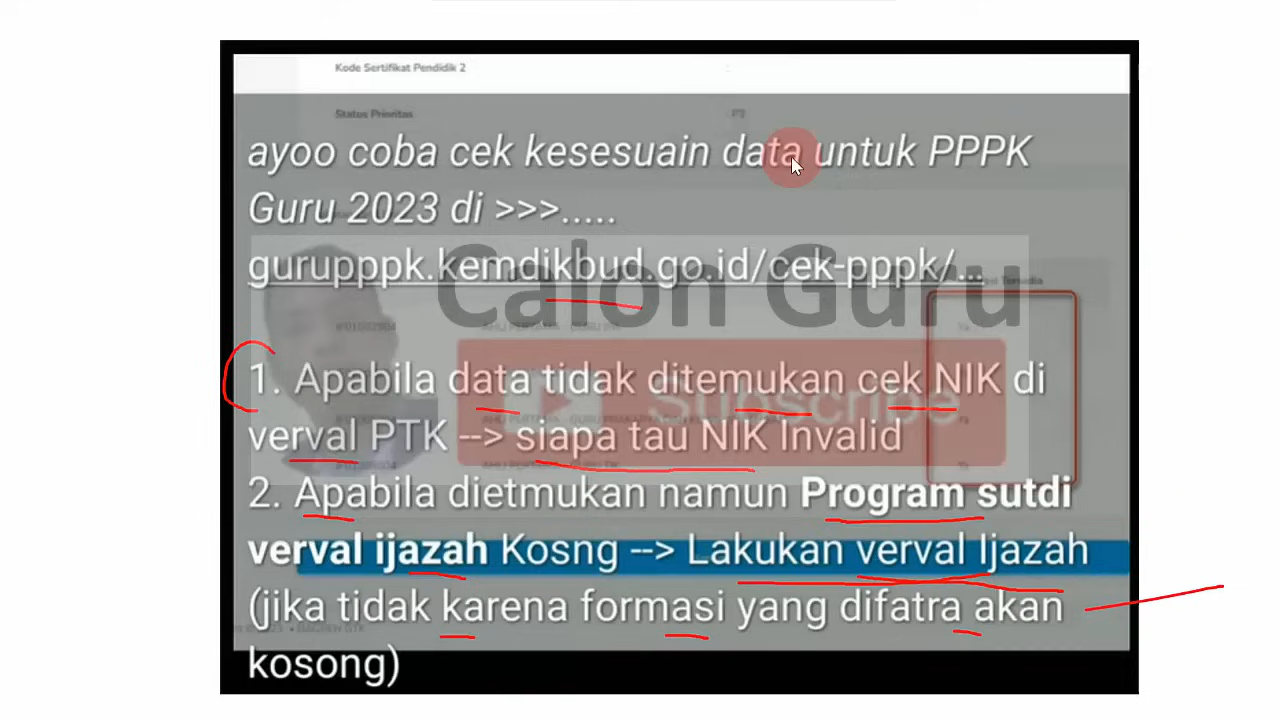 Kode Sertifikat Pendidik 2 :
Status Prioritas P2
ayoo coba cek kesesuain data untuk PPPK
Guru 2023 di >>>.....
gurupppk.kemdikbud.go.id/cek-pppk/...
Calon Guru
1. Apabila data tidak ditemukan cek NIK di
Subscribe
verval PTK --> siapa tau NIK Invalid
2. Apabila dietmukan namun Program sutdi
verval ijazah Kosng --> Lakukan verval Ijazah
(jika tidak karena formasi yang difatra akan
kosong)